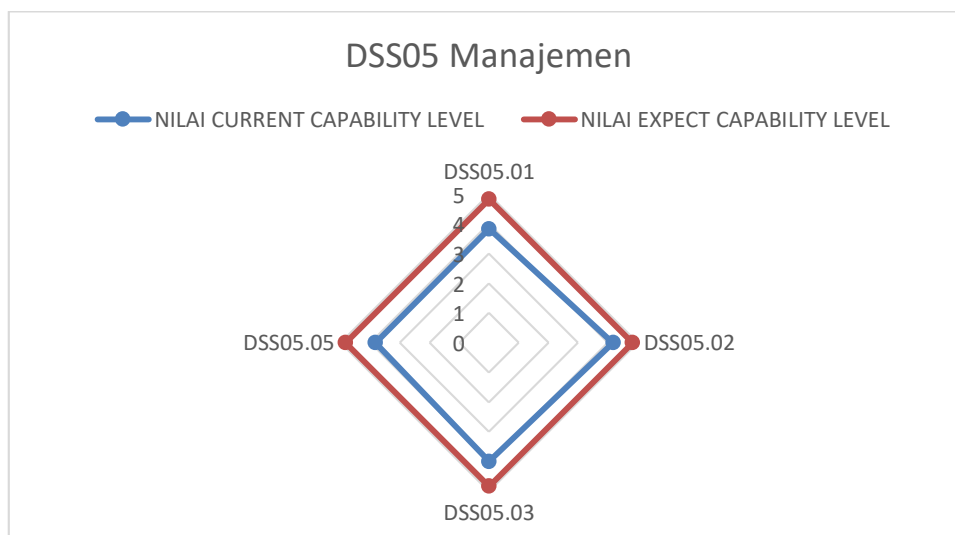 DSS05 Manajemen
NILAI CURRENT CAPABILITY LEVEL NILAI EXPECT CAPABILITY LEVEL
DSS05.01
5
4
3
2
1
0
DSS05.05 DSS05.02
DSS05.03